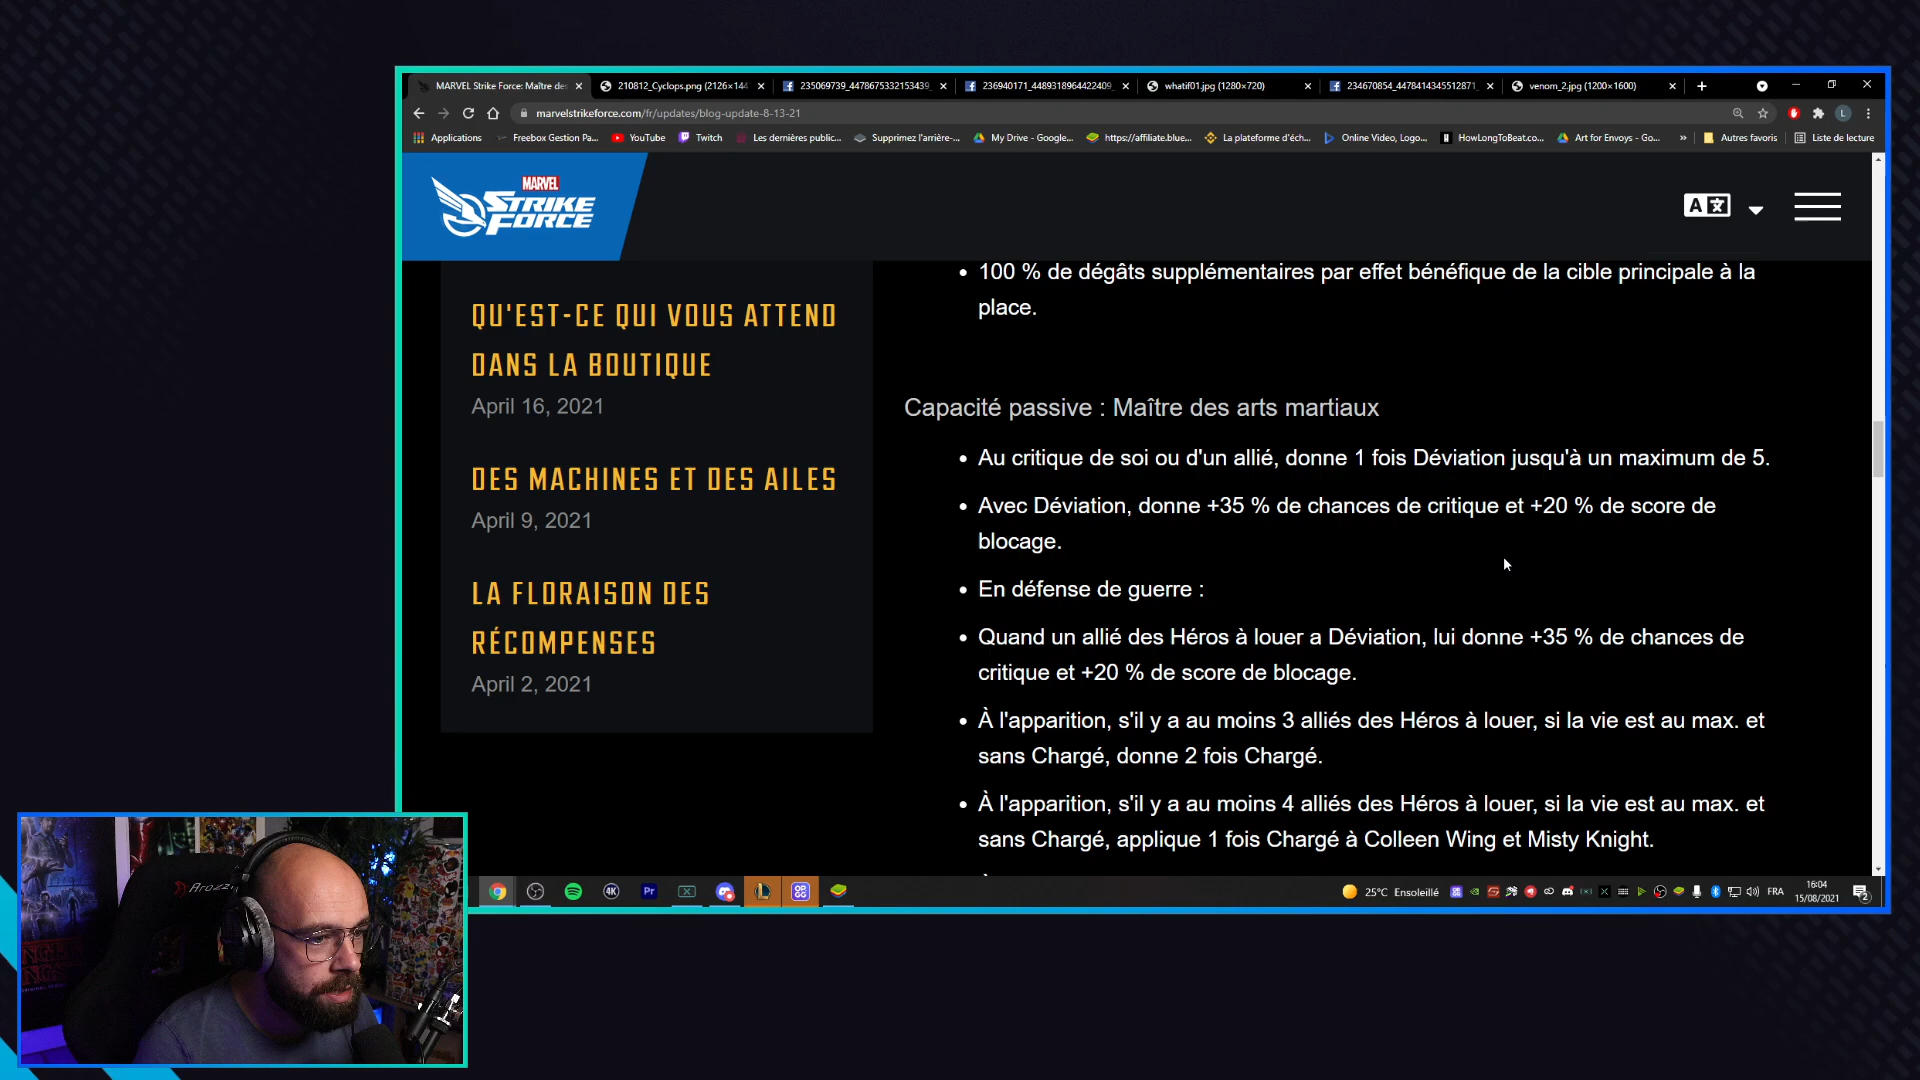 MARVEL Strike Force: Maître des
210812_Cyclops.png (2126×144
235069739_4478675332153439_
236940171_4489318964422409_
whatif01.jpg (1280×720)
234670854_4478414345512871_
venom_2.jpg (1200×1600)
marvelstrikeforce.com/fr/updates/blog-update-8-13-21
Applications
Freebox Gestion Pa...
YouTube
Twitch
Les dernières public...
Supprimez l'arrière-...
My Drive - Google...
https://affiliate.blue...
La plateforme d'éch...
Online Video, Logo...
HowLongToBeat.co...
Art for Envoys - Go...
»
Autres favoris
Liste de lecture
MARVEL
STRIKE
FORCE
QU'EST-CE QUI VOUS ATTEND
DANS LA BOUTIQUE
April 16, 2021
DES MACHINES ET DES AILES
April 9, 2021
LA FLORAISON DES
RÉCOMPENSES
April 2, 2021
• 100 % de dégâts supplémentaires par effet bénéfique de la cible principale à la
place.
Capacité passive : Maître des arts martiaux
• Au critique de soi ou d'un allié, donne 1 fois Déviation jusqu'à un maximum de 5.
• Avec Déviation, donne +35 % de chances de critique et +20 % de score de
blocage.
• En défense de guerre :
• Quand un allié des Héros à louer a Déviation, lui donne +35 % de chances de
critique et +20 % de score de blocage.
• À l'apparition, s'il y a au moins 3 alliés des Héros à louer, si la vie est au max. et
sans Chargé, donne 2 fois Chargé.
• À l'apparition, s'il y a au moins 4 alliés des Héros à louer, si la vie est au max. et
sans Chargé, applique 1 fois Chargé à Colleen Wing et Misty Knight.
4K
Pr
OP.GG
25°C Ensoleillé
FRA
16:04
15/08/2021
2
Arozzi